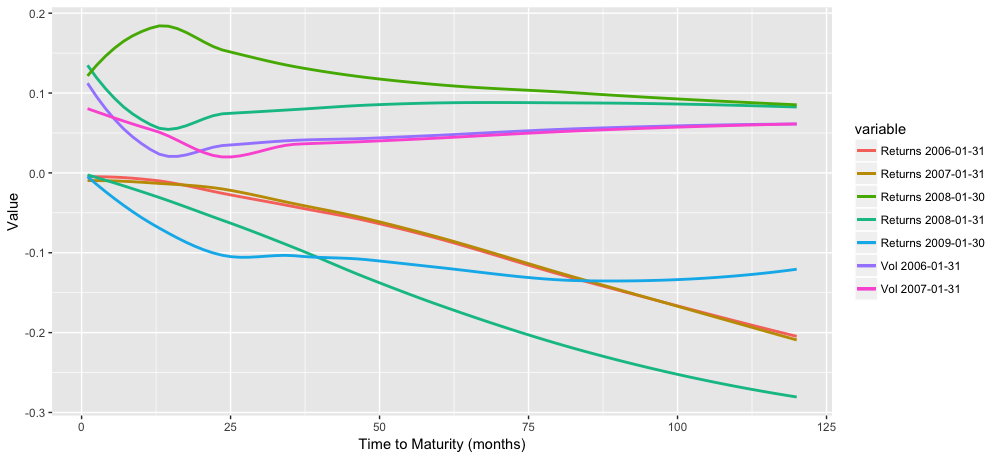 0.2
0.1
0.0
-0.1
-0.2
-0.3
Value
0 25 50 75 100 125
Time to Maturity (months)
variable
Returns 2006-01-31
Returns 2007-01-31
Returns 2008-01-30
Returns 2008-01-31
Returns 2009-01-30
Vol 2006-01-31
Vol 2007-01-31